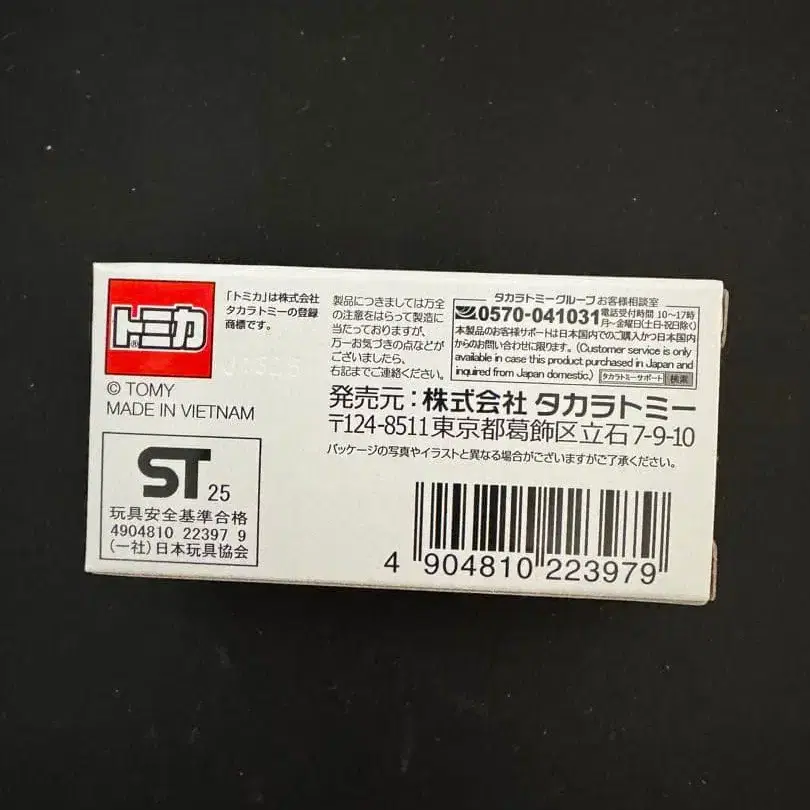 トミカ®
「トミカ」は株式会社
タカラトミーの登録
商標です。
© TOMY
MADE IN VIETNAM
ST 25
玩具安全基準合格
4904810 22397 9
(一社)日本玩具協会
製品につきましては万全
の注意をはらって製造に
当たっておりますが、
万一お気づきの点などが
ございましたら、
右記までご連絡ください。
タカラトミーグループお客様相談室
0570-041031 電話受付時間 10〜17時
月〜金曜日(土・日・祝日除く)
本製品のお客様サポートは日本国内でのご購入かつ日本国内
からのお問い合わせに限ります。(Customer service is only
available in case this product purchased in Japan and
inquired from Japan domestic.) タカラトミーサポート 検索
発売元:株式会社 タカラトミー
〒124-8511東京都葛飾区立石7-9-10
パッケージの写真やイラストと異なる場合がございますがご了承ください。
4 904810 223979